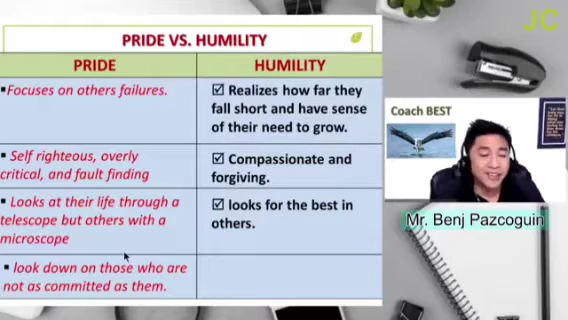 JC
PRIDE VS. HUMILITY
PRIDE
HUMILITY
▪Focuses on others failures.
☑ Realizes how far they
fall short and have sense
of their need to grow.
▪ Self righteous, overly
critical, and fault finding
☑ Compassionate and
forgiving.
▪ Looks at their life through a
telescope but others with a
microscope
☑ looks for the best in
others.
▪ look down on those who are
not as committed as them.
Coach BEST
Mr. Benj Pazcoguin